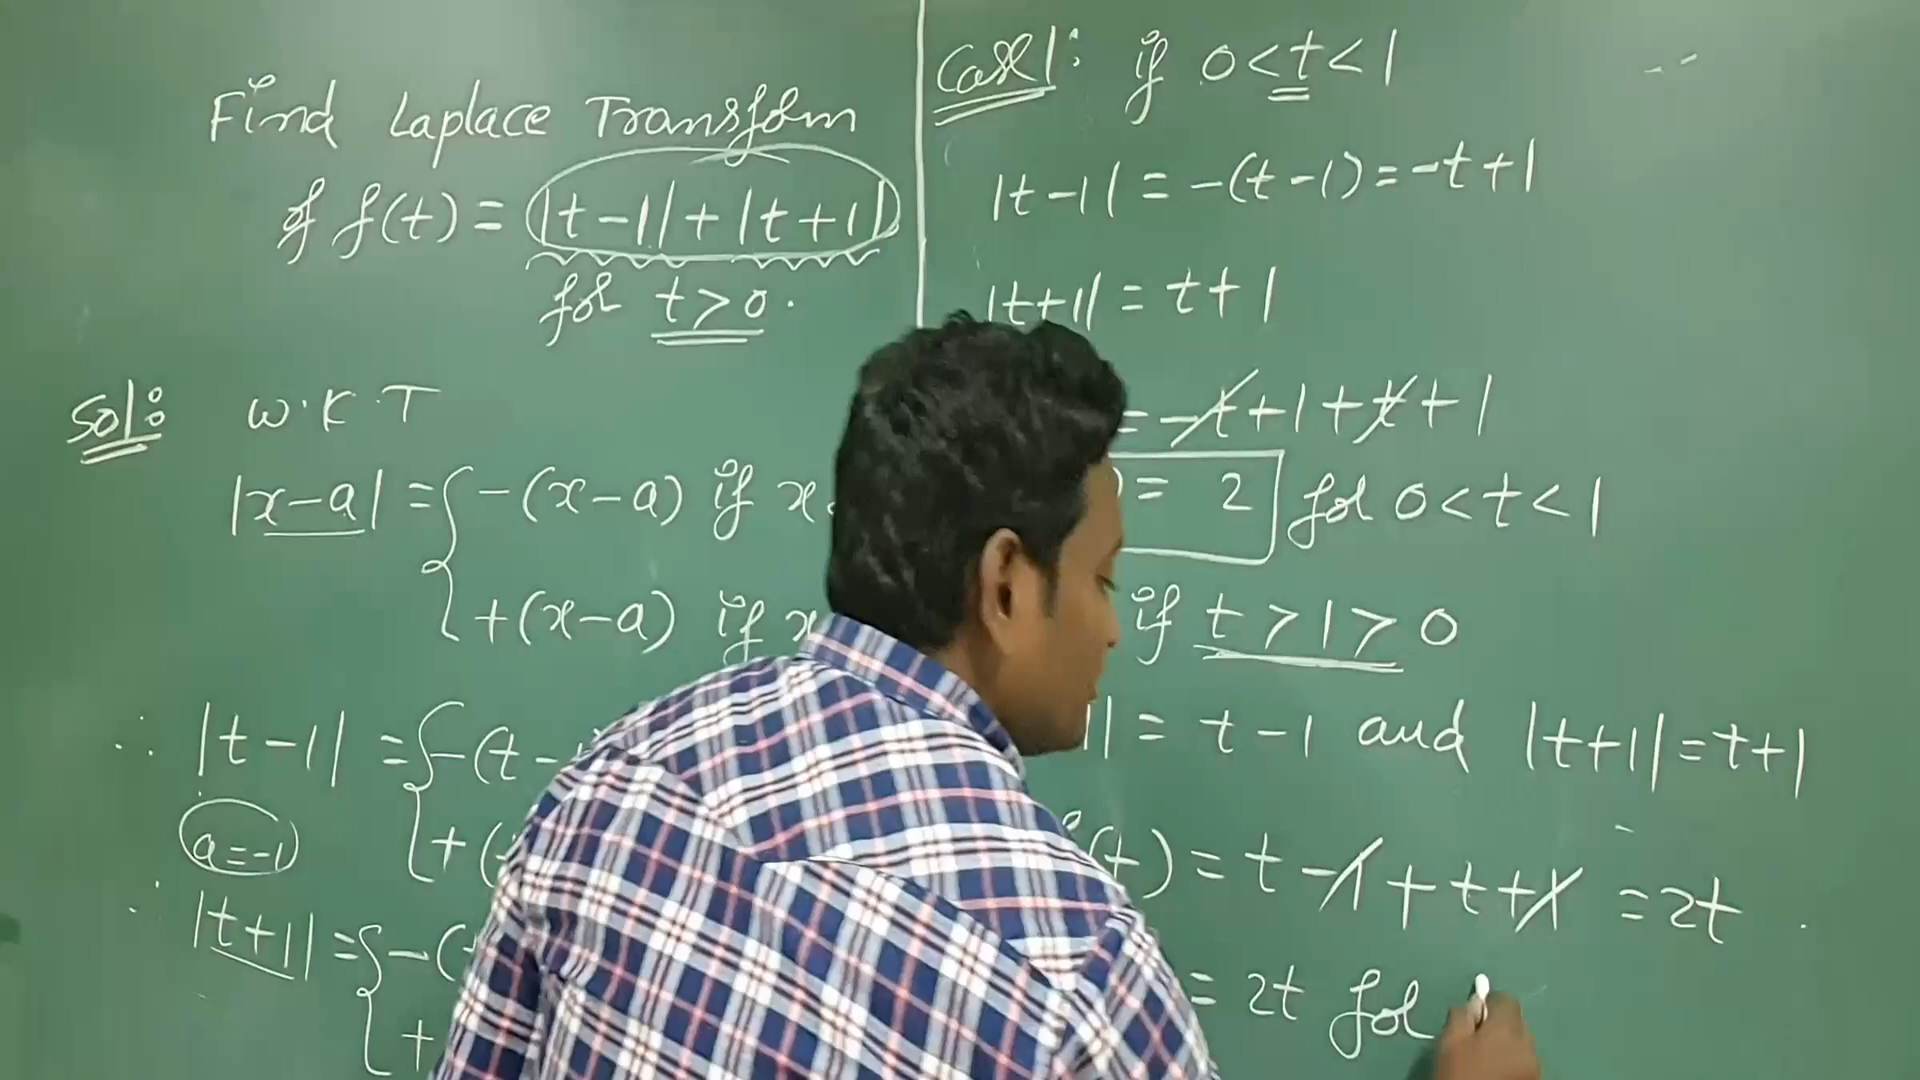 Find Laplace Transform
of f(t) = |t-1| + |t+1|
for t > 0.
Sol: W.K.T
|x-a| = { -(x-a) if x
+(x-a) if x
∴ |t-1| = { -(t-
+(
a=-1
∴ |t+1| = { -(t
+
Case 1: if 0 < t < 1
|t-1| = -(t-1) = -t+1
|t+1| = t+1
= -t+1+t+1
= 2 for 0 < t < 1
if t > 1 > 0
| = t-1 and |t+1| = t+1
(t) = t-1+t+1 = 2t
= 2t for